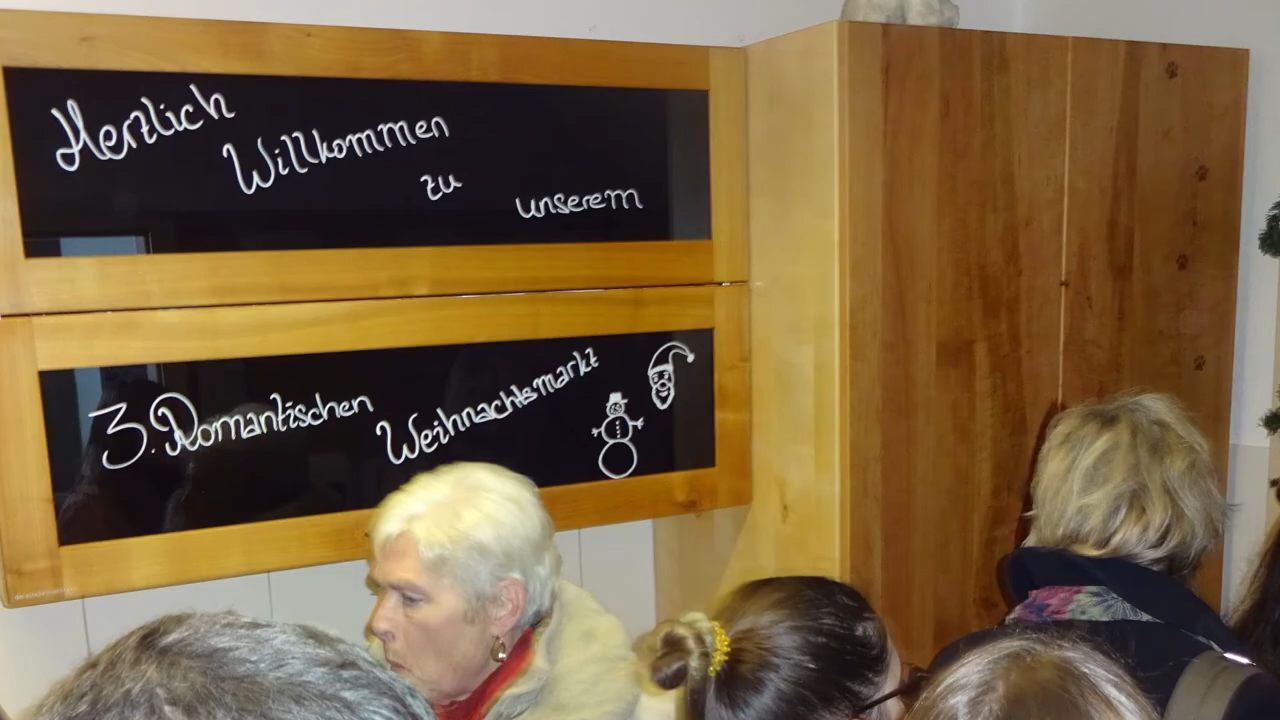 Herzlich
Willkommen
zu
unserem
3. Romantischen
Weihnachtsmarkt